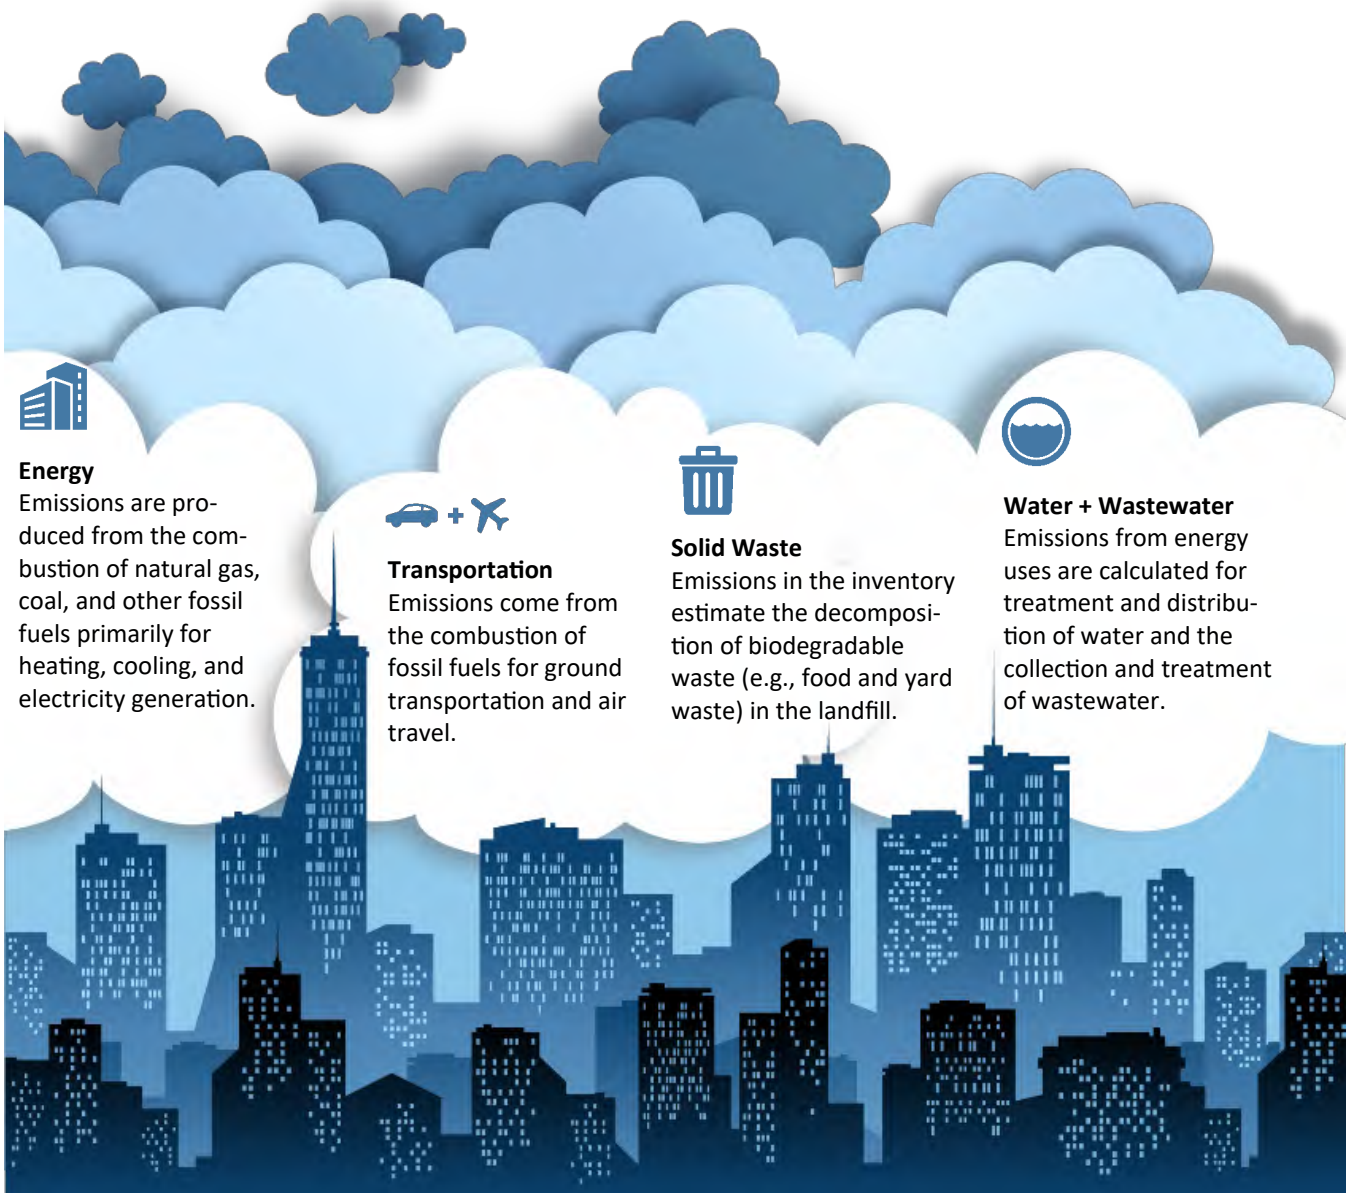 Energy
Emissions are pro-
duced from the com-
bustion of natural gas,
coal, and other fossil
fuels primarily for
heating, cooling, and
electricity generation.
Transportation
Emissions come from
the combustion of
fossil fuels for ground
transportation and air
travel.
Solid Waste
Emissions in the inventory
estimate the decomposi-
tion of biodegradable
waste (e.g., food and yard
waste) in the landfill.
Water + Wastewater
Emissions from energy
uses are calculated for
treatment and distribu-
tion of water and the
collection and treatment
of wastewater.